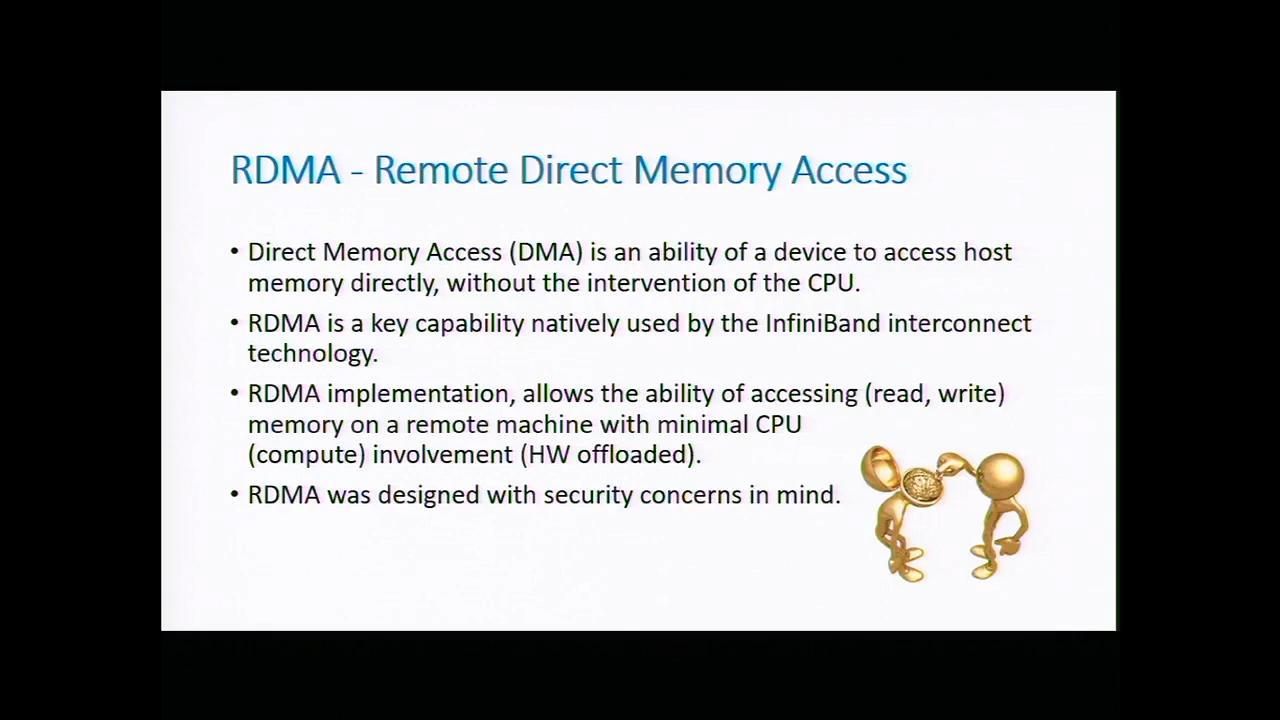 RDMA - Remote Direct Memory Access
• Direct Memory Access (DMA) is an ability of a device to access host
memory directly, without the intervention of the CPU.
• RDMA is a key capability natively used by the InfiniBand interconnect
technology.
• RDMA implementation, allows the ability of accessing (read, write)
memory on a remote machine with minimal CPU
(compute) involvement (HW offloaded).
• RDMA was designed with security concerns in mind.